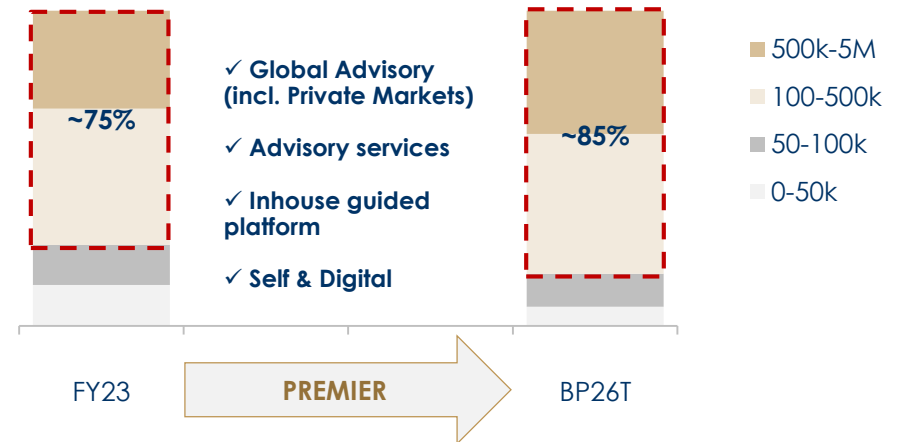 ~75%
✓ Global Advisory
(incl. Private Markets)
✓ Advisory services
✓ Inhouse guided
platform
✓ Self & Digital
~85%
500k-5M
100-500k
50-100k
0-50k
FY23
PREMIER
BP26T